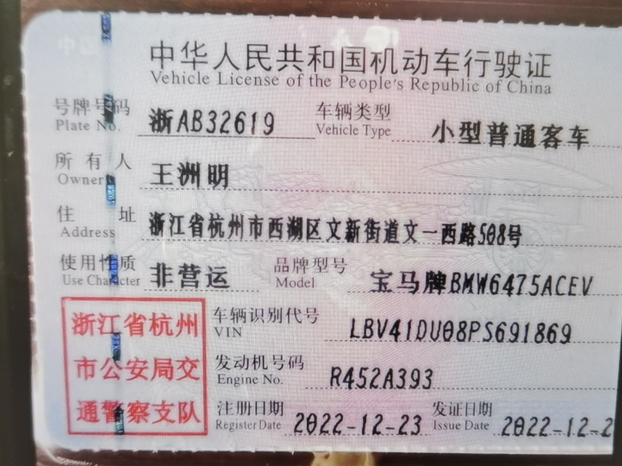 中华人民共和国机动车行驶证
Vehicle License of the People's Republic of China
号牌号码 浙AB32619 车辆类型 小型普通客车
Plate No. Vehicle Type
所有人 王洲明
Owner
住址 浙江省杭州市西湖区文新街道文一西路508号
Address
使用性质 非营运 品牌型号 宝马牌BMW6475ACEV
Use Character Model
浙江省杭州
市公安局交
通警察支队
车辆识别代号 LBV41DU08PS691869
VIN
发动机号码 R452A393
Engine No.
注册日期 2022-12-23 发证日期 2022-12-2
Register Date Issue Date